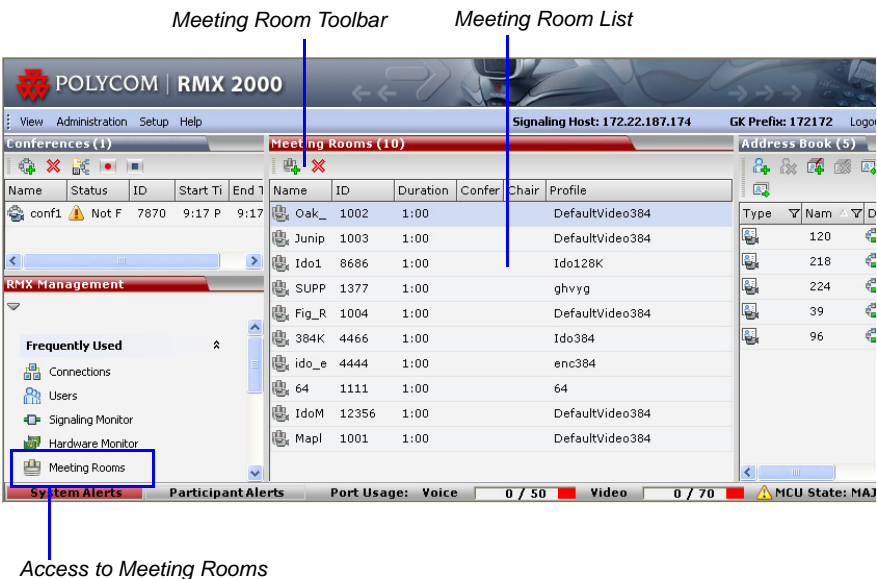 Meeting Room Toolbar Meeting Room List
POLYCOM | RMX 2000
View Administration Setup Help Signaling Host: 172.22.187.174 GK Prefix: 172172 Logou
Conferences (1)
Name Status ID Start Ti End T
conf1 Not F 7870 9:17 P 9:17
RMX Management
Frequently Used
Connections
Users
Signaling Monitor
Hardware Monitor
Meeting Rooms
Meeting Rooms (10)
Name ID Duration Confer Chair Profile
Oak_ 1002 1:00 DefaultVideo384
Junip 1003 1:00 DefaultVideo384
Ido1 8686 1:00 Ido128K
SUPP 1377 1:00 ghvyg
Fig_R 1004 1:00 DefaultVideo384
384K 4466 1:00 Ido384
ido_e 4444 1:00 enc384
64 1111 1:00 64
IdoM 12356 1:00 DefaultVideo384
Mapl 1001 1:00 DefaultVideo384
Address Book (5)
Type Nam D
120
218
224
39
96
System Alerts Participant Alerts Port Usage: Voice 0 / 50 Video 0 / 70 MCU State: MAJ
Access to Meeting Rooms